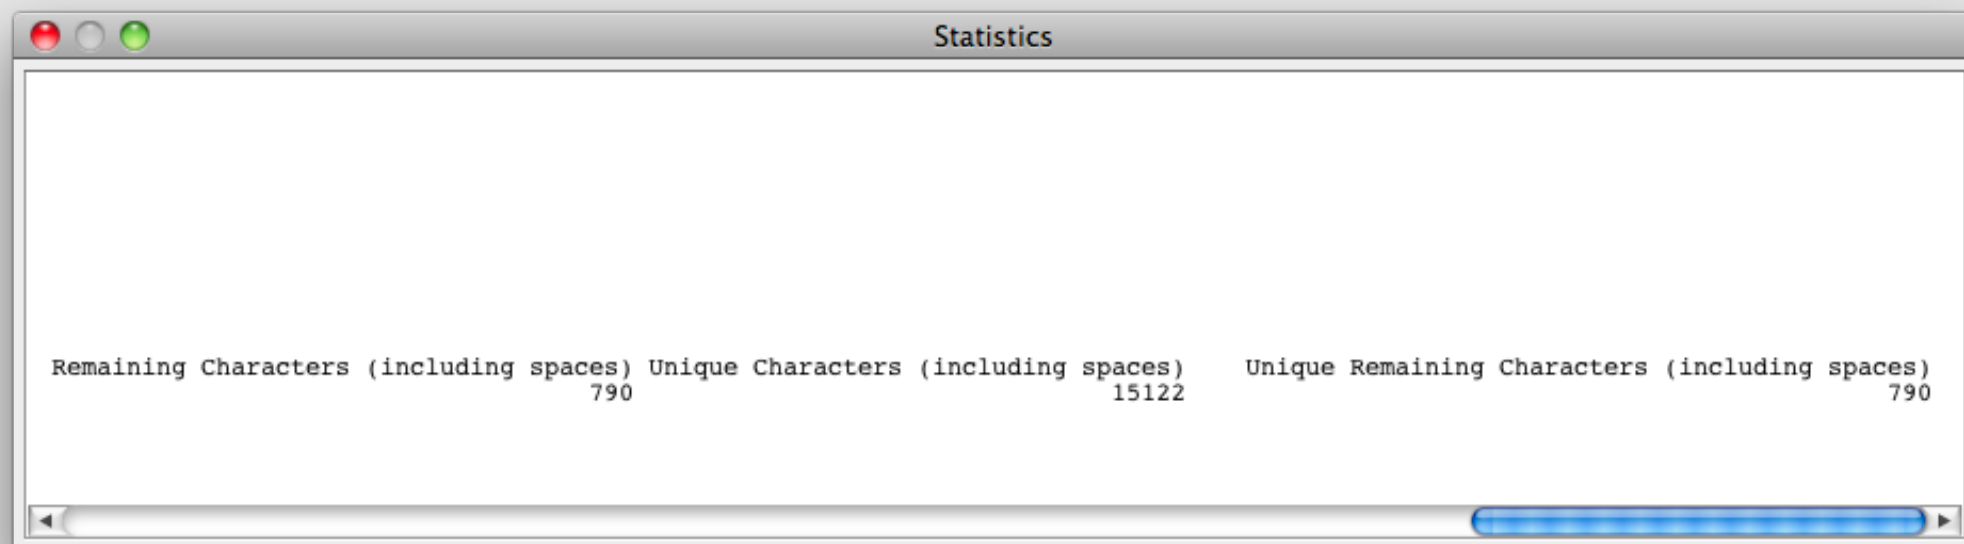 Statistics
Remaining Characters (including spaces) Unique Characters (including spaces) Unique Remaining Characters (including spaces)
790 15122 790